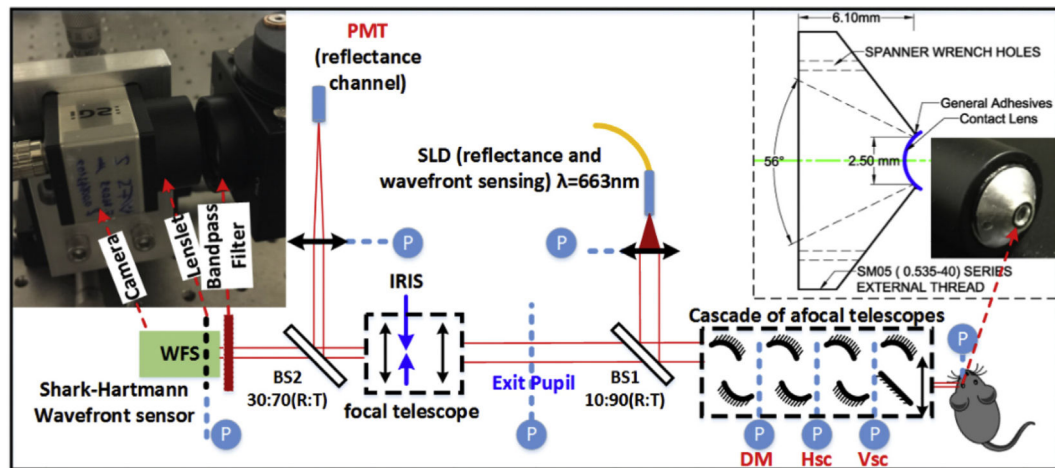 PMT
(reflectance
channel)
SLD (reflectance and
wavefront sensing) λ=663nm
6.10mm
SPANNER WRENCH HOLES
General Adhesives
Contact Lens
56°
2.50 mm
SM05 ( 0.535-40) SERIES
EXTERNAL THREAD
Camera
Lenslet
Bandpass
Filter
P
P
IRIS
Cascade of afocal telescopes
P
WFS
Shark-Hartmann
Wavefront sensor
BS2
30:70(R:T)
focal telescope
Exit Pupil
BS1
10:90(R:T)
P
P
P
P
P
DM
Hsc
Vsc